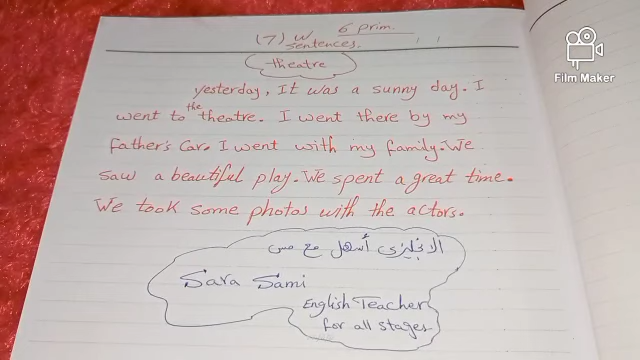 6 prim.
(7) w
sentences.
theatre
yesterday, It was a sunny day. I
went to the theatre. I went there by my
father's car. I went with my family. We
saw a beautiful play. We spent a great time.
We took some photos with the actors.
الانجليزى أسهل مع مس
Sara Sami
English Teacher
for all stages.
Film Maker